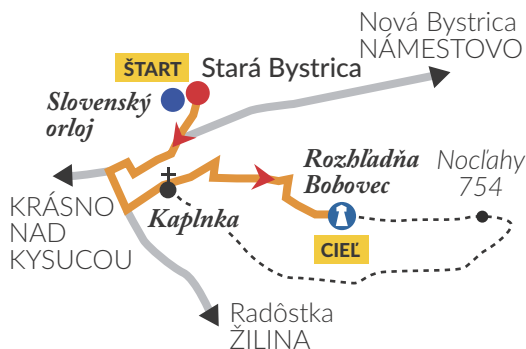 Nová Bystrica
NÁMESTOVO
ŠTART
Stará Bystrica
Slovenský
orloj
Rozhľadňa
Bobovec
Nocľahy
754
KRÁSNO
NAD
KYSUCOU
Kaplnka
CIEĽ
Radôstka
ŽILINA